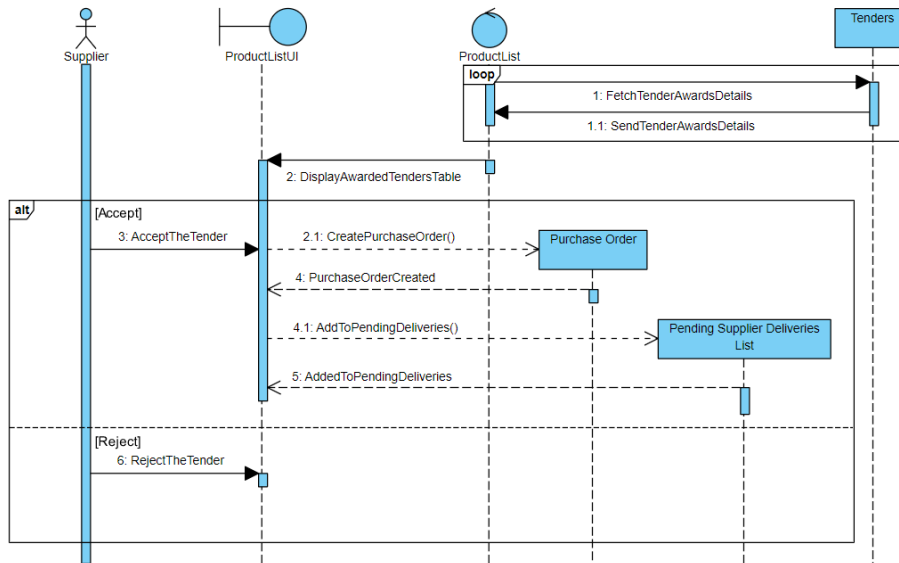 Supplier
ProductListUI
ProductList
Tenders
loop
1: FetchTenderAwardsDetails
1.1: SendTenderAwardsDetails
2: DisplayAwardedTendersTable
alt
[Accept]
3: AcceptTheTender
2.1: CreatePurchaseOrder()
Purchase Order
4: PurchaseOrderCreated
4.1: AddToPendingDeliveries()
Pending Supplier Deliveries
List
5: AddedToPendingDeliveries
[Reject]
6: RejectTheTender